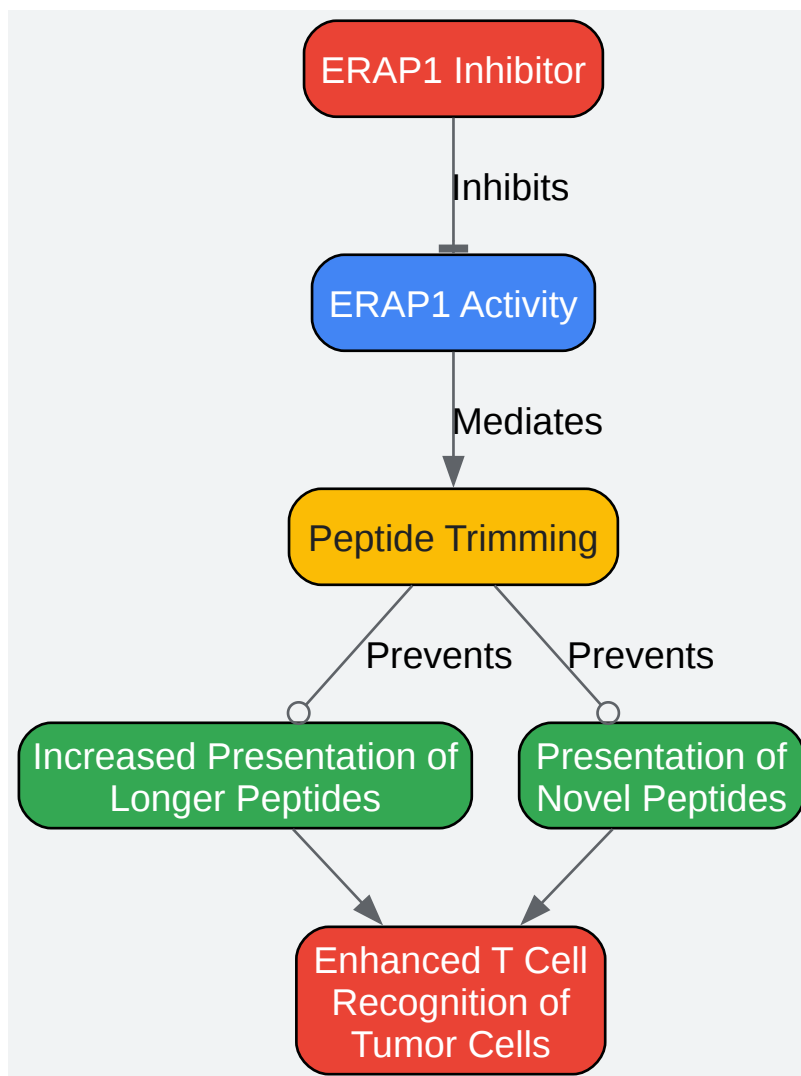 ERAP1 Inhibitor
Inhibits
ERAP1 Activity
Mediates
Peptide Trimming
Prevents
Prevents
Increased Presentation of
Longer Peptides
Presentation of
Novel Peptides
Enhanced T Cell
Recognition of
Tumor Cells